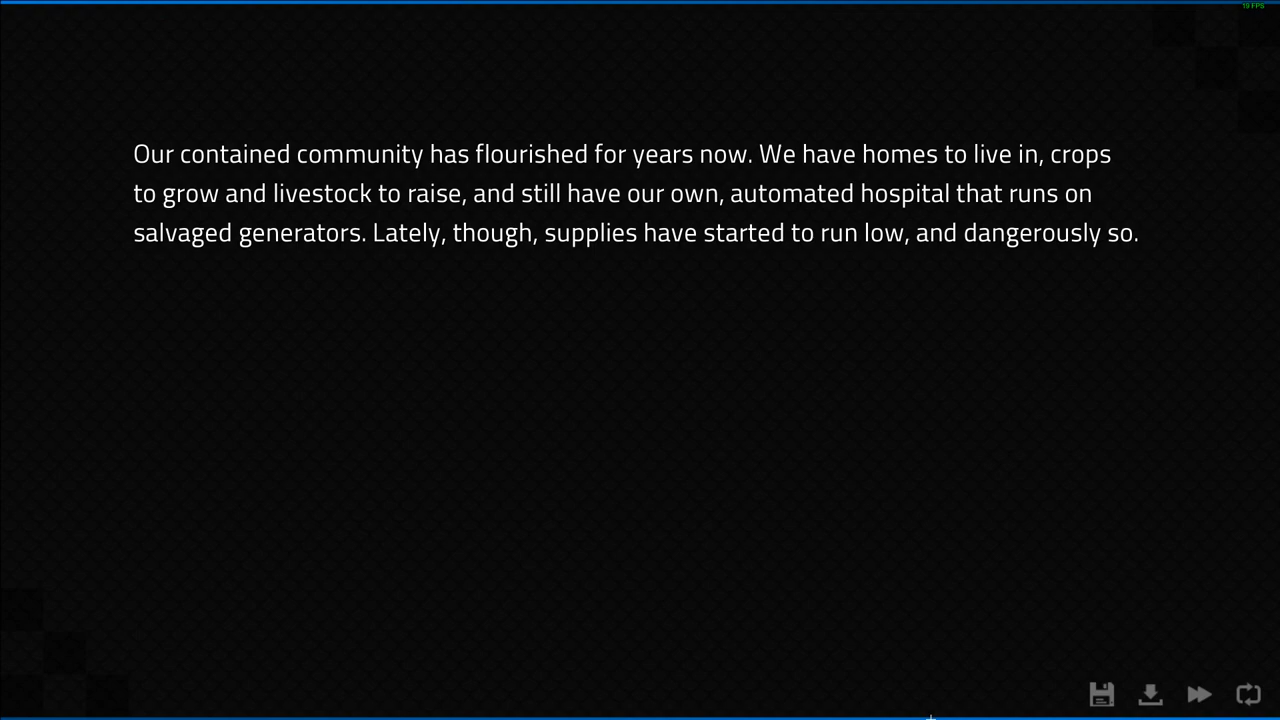 19 FPS
Our contained community has flourished for years now. We have homes to live in, crops
to grow and livestock to raise, and still have our own, automated hospital that runs on
salvaged generators. Lately, though, supplies have started to run low, and dangerously so.